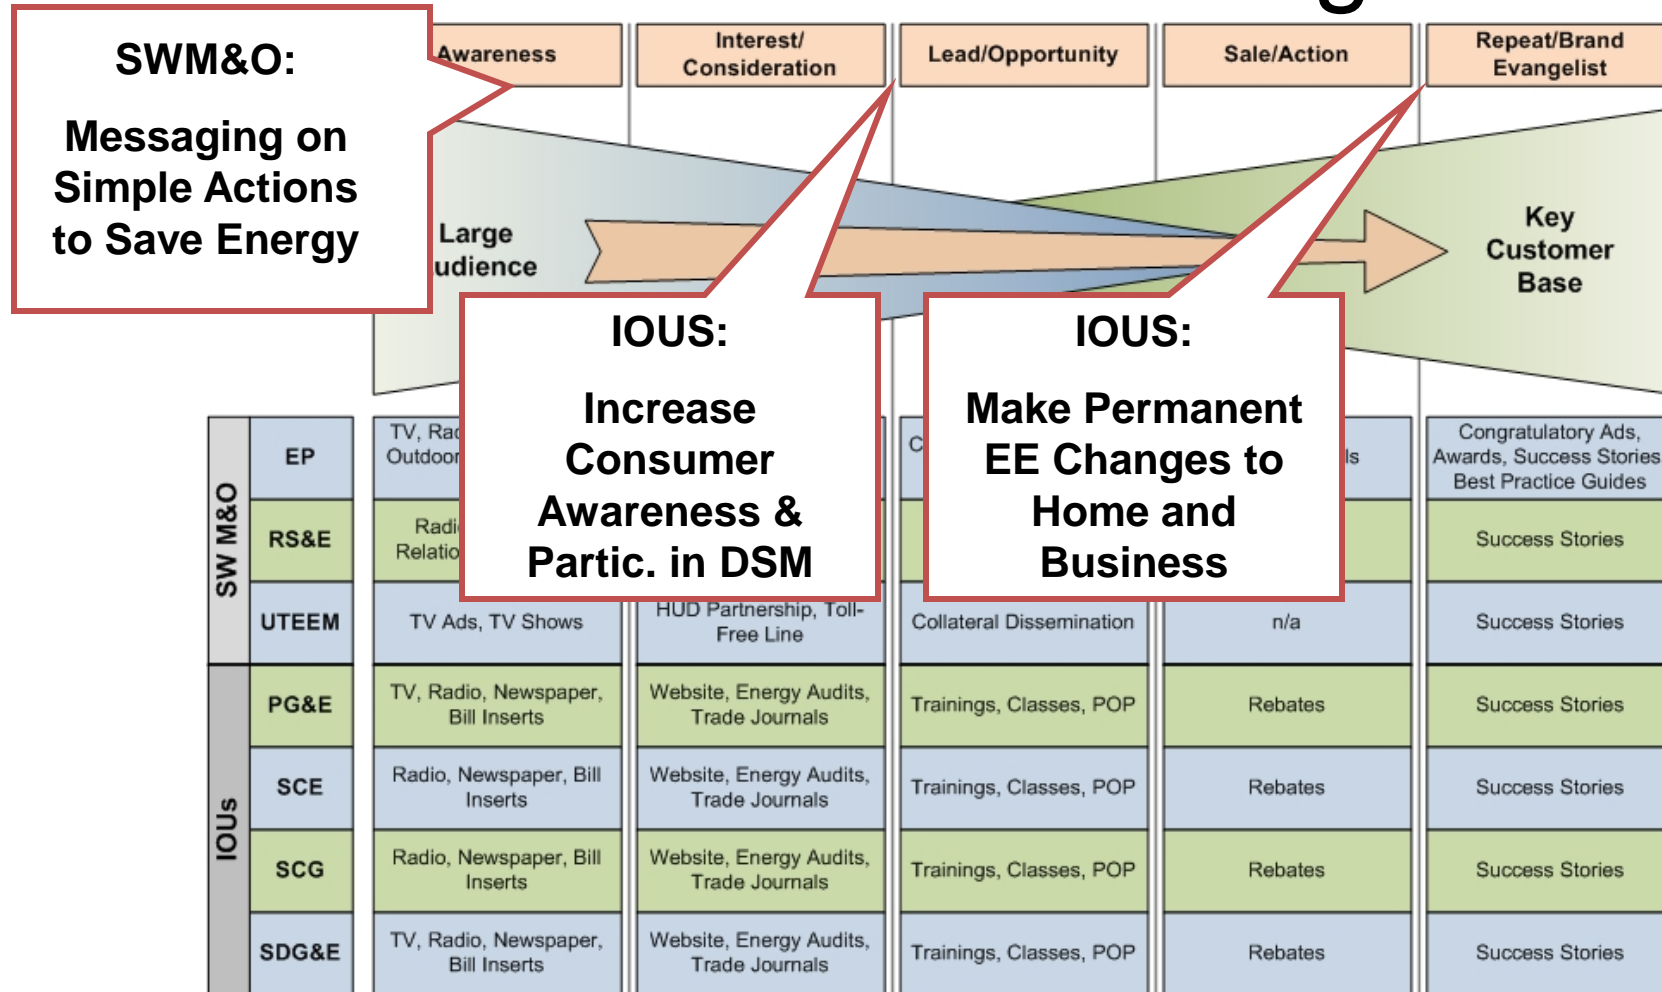 SWM&O:
Messaging on
Simple Actions
to Save Energy
Awareness
Interest/
Consideration
Lead/Opportunity
Sale/Action
Repeat/Brand
Evangelist
Large
Key
Customer
Base
IOUS:
Increase
Consumer
Awareness &
Partic. in DSM
IOUS:
Make Permanent
EE Changes to
Home and
Business
SW M&O
EP
TV,
Outdoor
Congratulatory Ads,
Awards, Success Stories
Best Practice Guides
RS&E
Success Stories
UTEEM
TV Ads, TV Shows
HUD Partnership, Toll-
Free Line
Collateral Dissemination
n/a
Success Stories
IOUs
PG&E
TV, Radio, Newspaper,
Bill Inserts
Website, Energy Audits,
Trade Journals
Trainings, Classes, POP
Rebates
Success Stories
SCE
Radio, Newspaper, Bill
Inserts
Website, Energy Audits,
Trade Journals
Trainings, Classes, POP
Rebates
Success Stories
SCG
Radio, Newspaper, Bill
Inserts
Website, Energy Audits,
Trade Journals
Trainings, Classes, POP
Rebates
Success Stories
SDG&E
TV, Radio, Newspaper,
Bill Inserts
Website, Energy Audits,
Trade Journals
Trainings, Classes, POP
Rebates
Success Stories